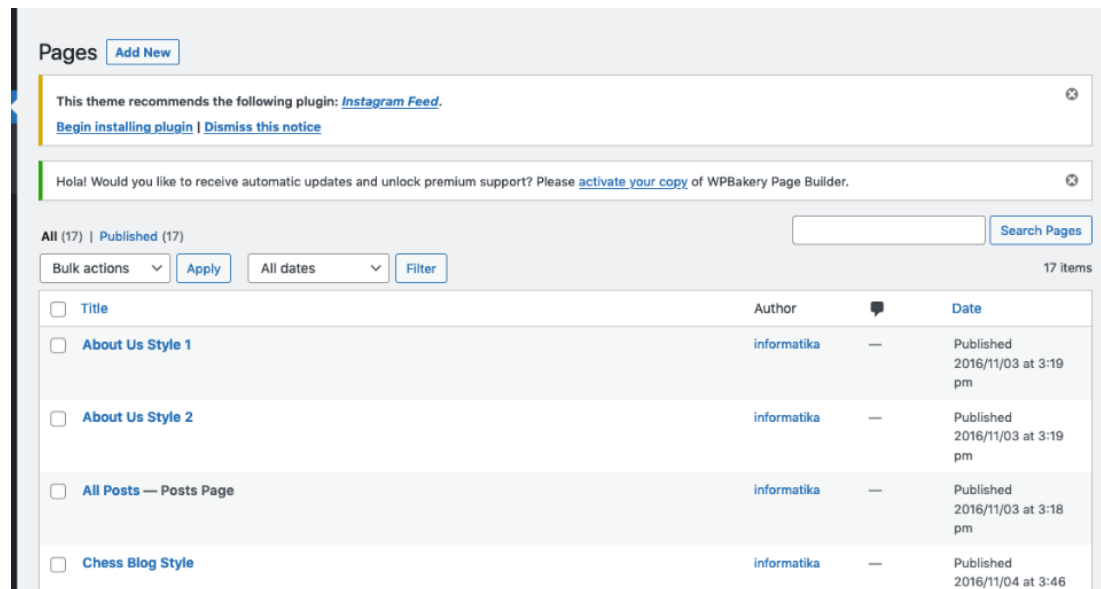 Pages Add New
This theme recommends the following plugin: Instagram Feed.
Begin installing plugin | Dismiss this notice
Hola! Would you like to receive automatic updates and unlock premium support? Please activate your copy of WPBakery Page Builder.
Search Pages
All (17) | Published (17)
Bulk actions Apply All dates Filter 17 items
Title Author Date
About Us Style 1 informatika — Published
2016/11/03 at 3:19
pm
About Us Style 2 informatika — Published
2016/11/03 at 3:19
pm
All Posts — Posts Page informatika — Published
2016/11/03 at 3:18
pm
Chess Blog Style informatika — Published
2016/11/04 at 3:46